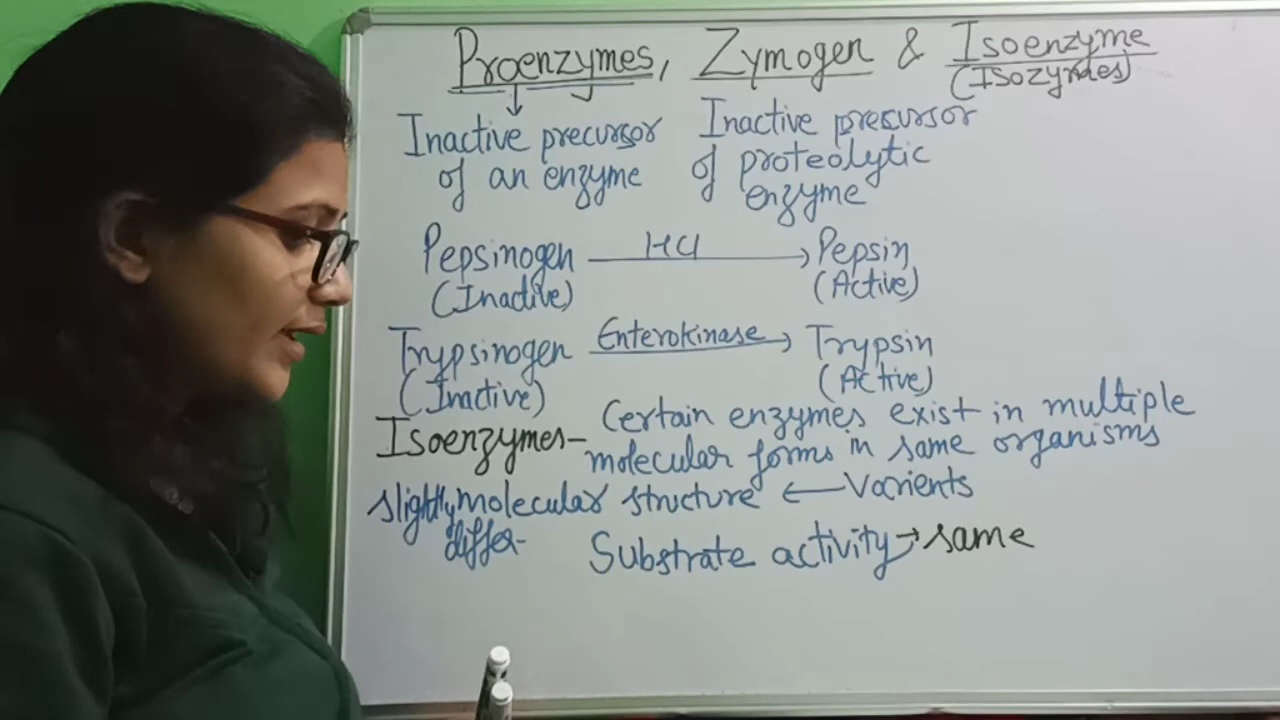 Proenzymes, Zymogen & Isoenzyme
(Isozymes)
Inactive precursor
of an enzyme
Inactive precursor
of proteolytic
enzyme
Pepsinogen HCl Pepsin
(Inactive) (Active)
Trypsinogen Enterokinase Trypsin
(Inactive) (Active)
Isoenzymes- Certain enzymes exist in multiple
molecular forms in same organisms
slightly molecular structure ← Varients
differ- Substrate activity → same